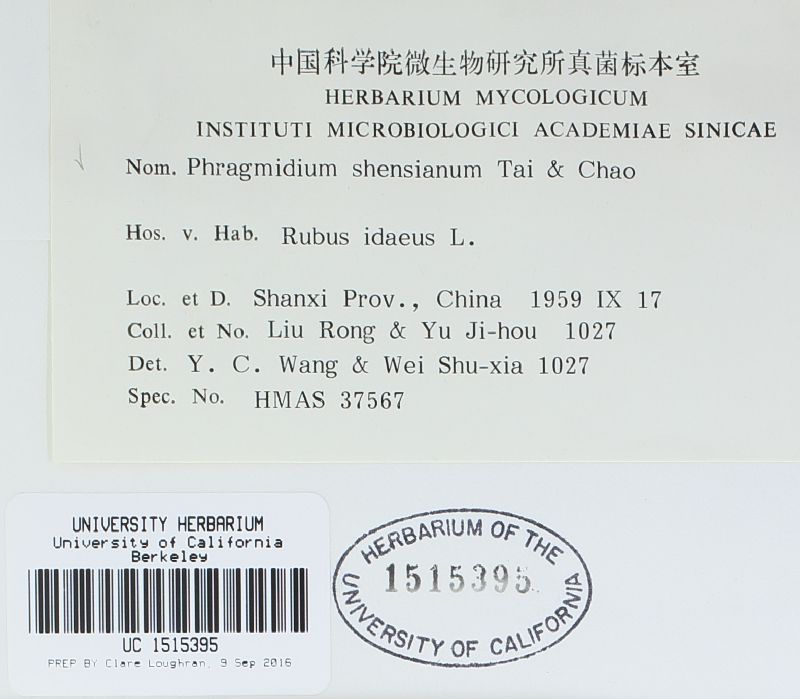 中国科学院微生物研究所真菌标本室
HERBARIUM MYCOLOGICUM
INSTITUTI MICROBIOLOGICI ACADEMIAE SINICAE
Nom. Phragmidium shensianum Tai & Chao
Hos. v. Hab. Rubus idaeus L.
Loc. et D. Shanxi Prov., China 1959 IX 17
Coll. et No. Liu Rong & Yu Ji-hou 1027
Det. Y. C. Wang & Wei Shu-xia 1027
Spec. No. HMAS 37567
UNIVERSITY HERBARIUM
University of California
Berkeley
UC 1515395
PREP BY Clare Loughran, 9 Sep 2016
HERBARIUM OF THE
1515395
UNIVERSITY OF CALIFORNIA